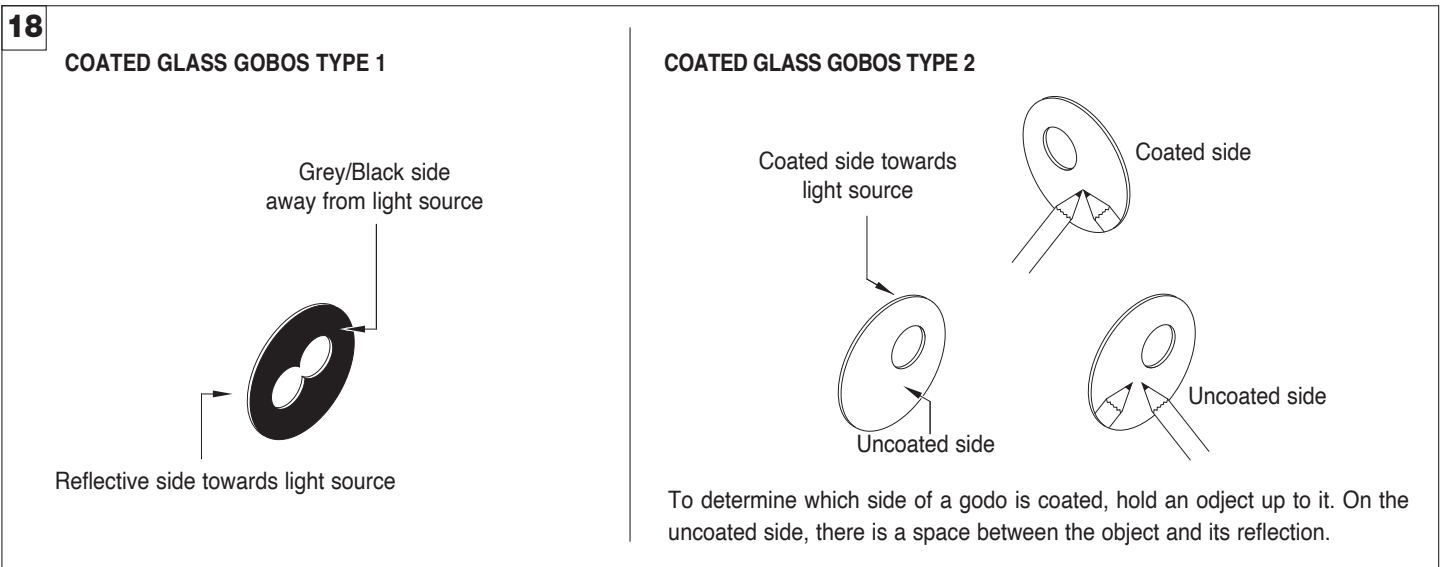 18
COATED GLASS GOBOS TYPE 1
Grey/Black side
away from light source
Reflective side towards light source
COATED GLASS GOBOS TYPE 2
Coated side towards
light source
Coated side
Uncoated side
Uncoated side
To determine which side of a godo is coated, hold an odject up to it. On the
uncoated side, there is a space between the object and its reflection.